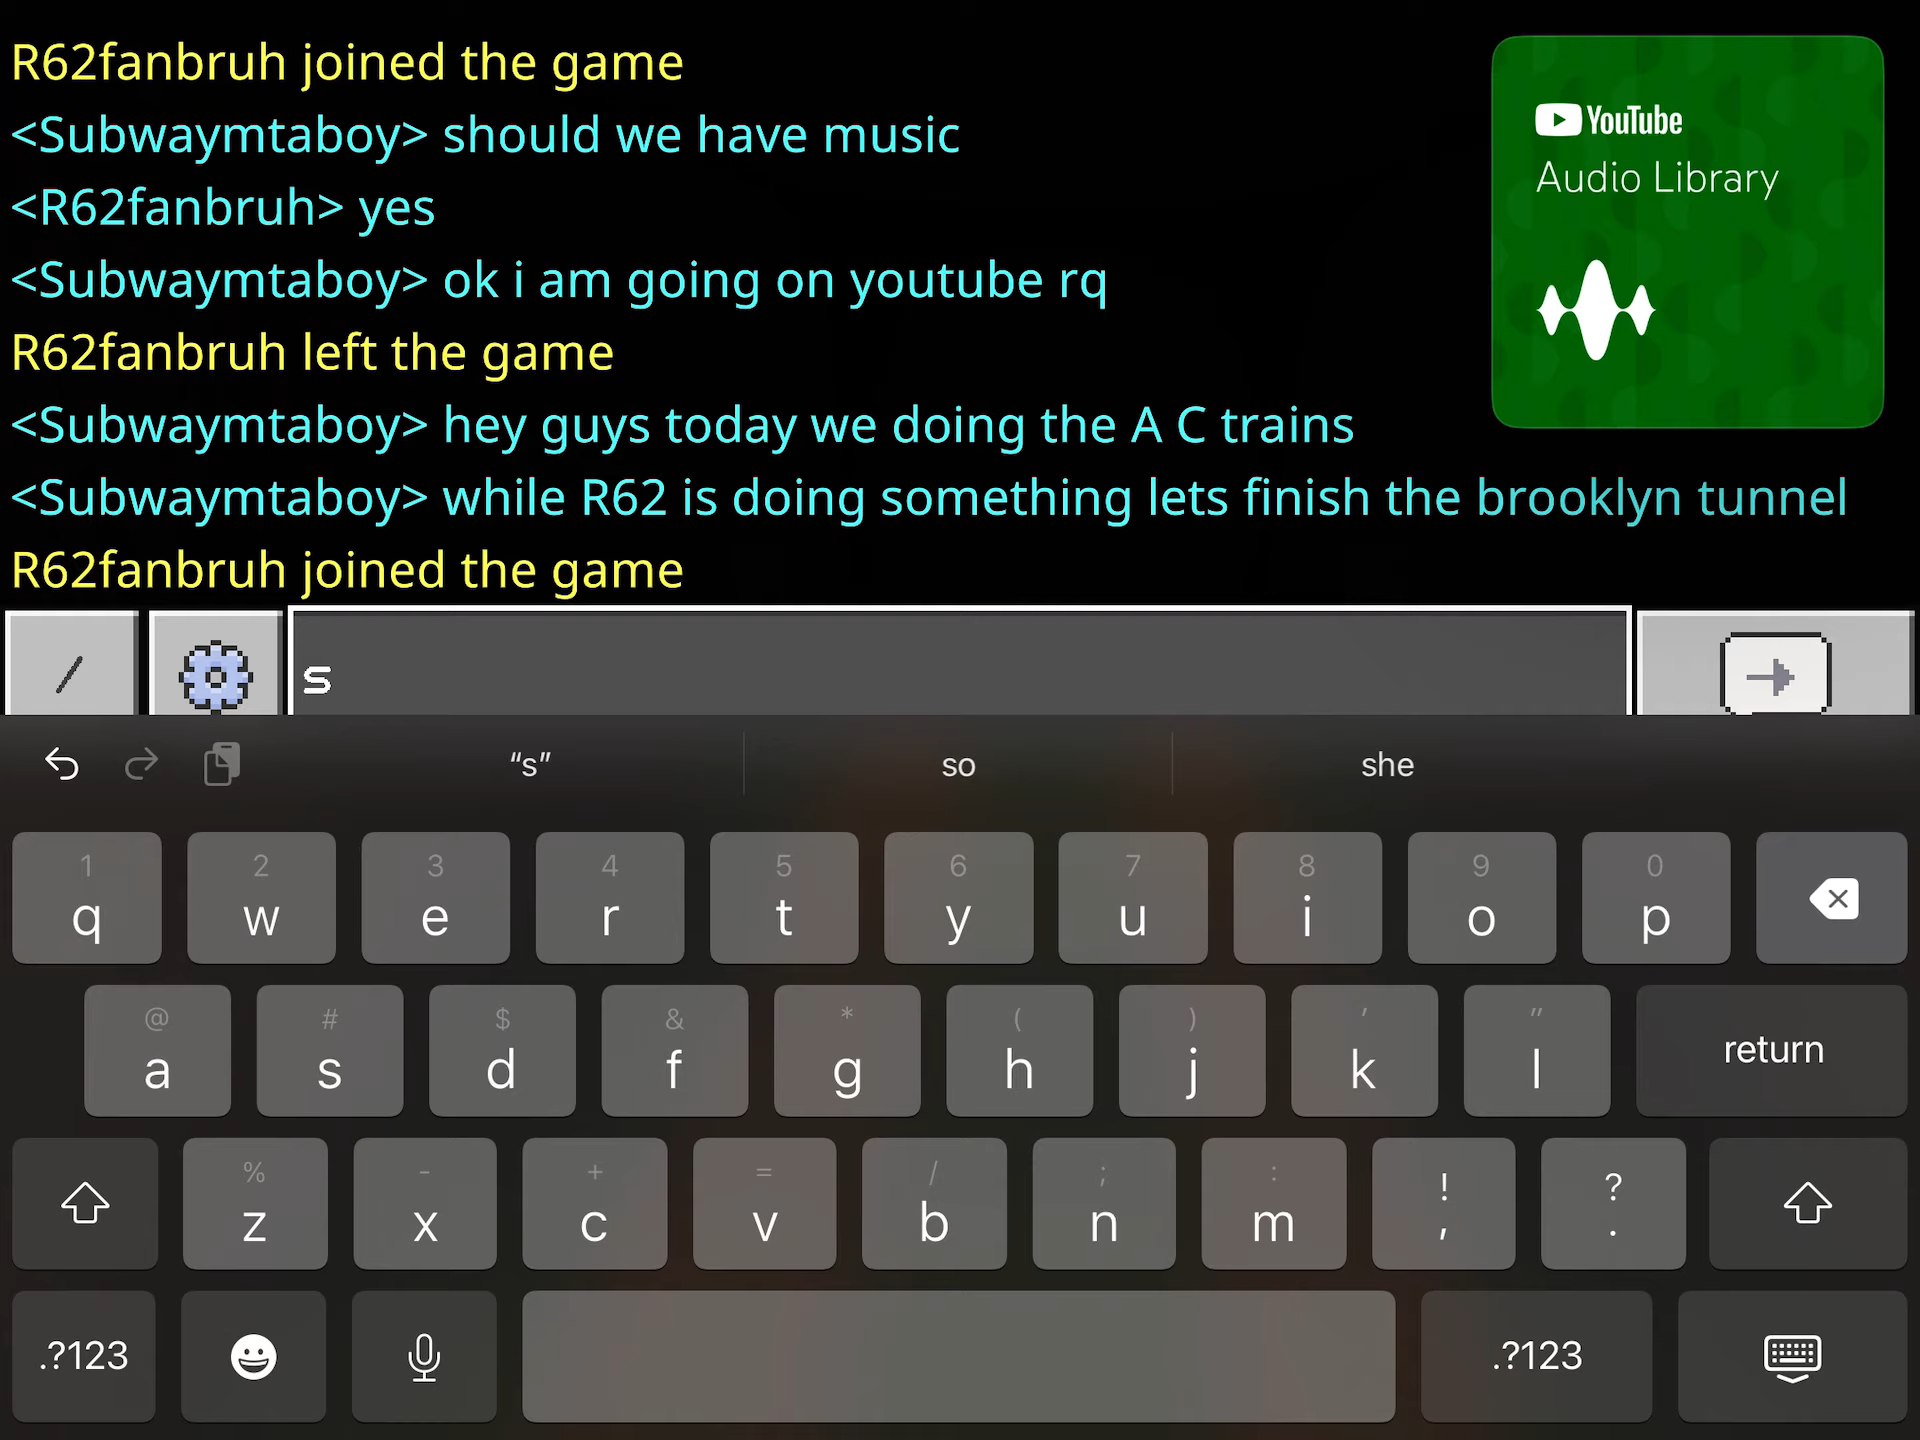 R62fanbruh joined the game
<Subwaymtaboy> should we have music
<R62fanbruh> yes
<Subwaymtaboy> ok i am going on youtube rq
R62fanbruh left the game
<Subwaymtaboy> hey guys today we doing the A C trains
<Subwaymtaboy> while R62 is doing something lets finish the brooklyn tunnel
R62fanbruh joined the game
YouTube
Audio Library
/
s
“s” so she
1 2 3 4 5 6 7 8 9 0
q w e r t y u i o p
@ # $ & * ( ) ' "
a s d f g h j k l return
% - + = / ; : ! ?
z x c v b n m , .
.?123 .?123